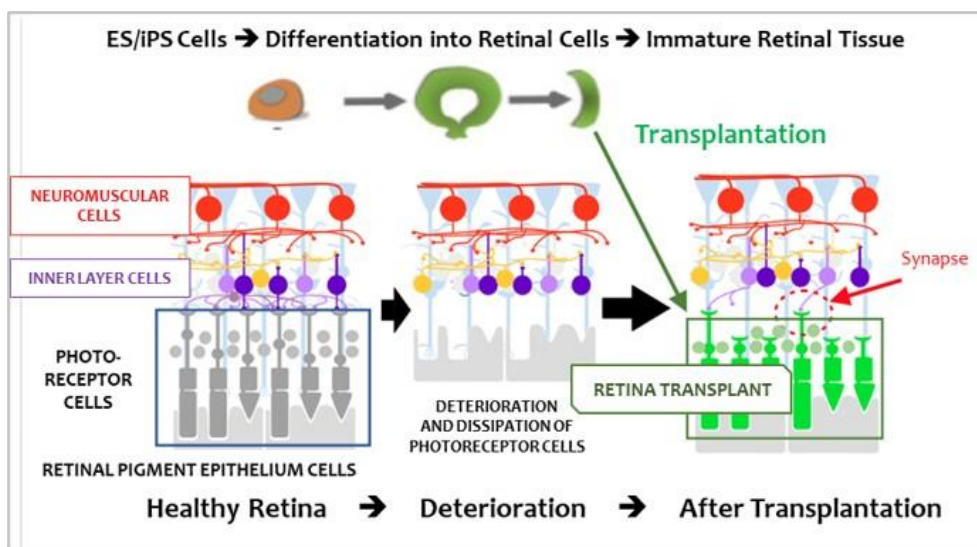 ES/iPS Cells ➔ Differentiation into Retinal Cells ➔ Immature Retinal Tissue
Transplantation
NEUROMUSCULAR
CELLS
INNER LAYER CELLS
Synapse
PHOTO-
RECEPTOR
CELLS
RETINA TRANSPLANT
DETERIORATION
AND DISSIPATION OF
PHOTORECEPTOR CELLS
RETINAL PIGMENT EPITHELIUM CELLS
Healthy Retina ➔ Deterioration ➔ After Transplantation